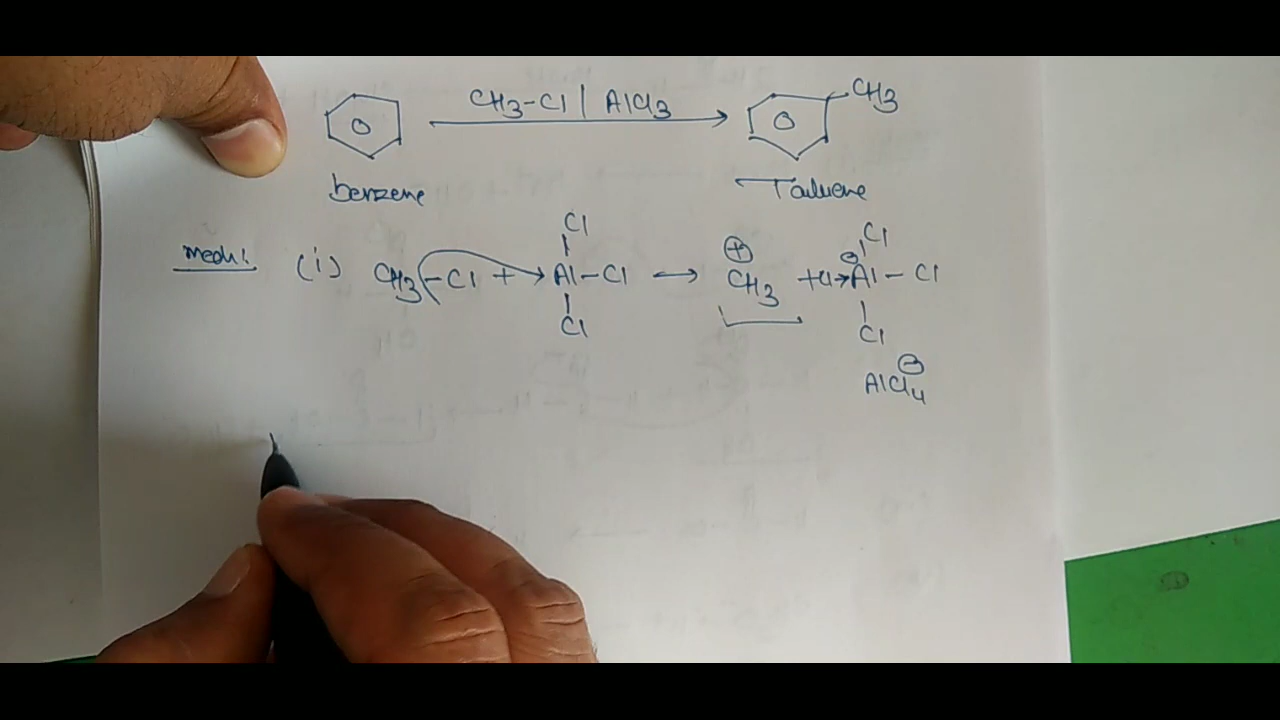 CH3-Cl | AlCl3
CH3
benzene
Toluene
Mech:
(i)
CH3-Cl + Al-Cl
Cl
Cl
⊕
CH3 + Cl→Al-Cl
⊖
Cl
Cl
AlCl4⊖